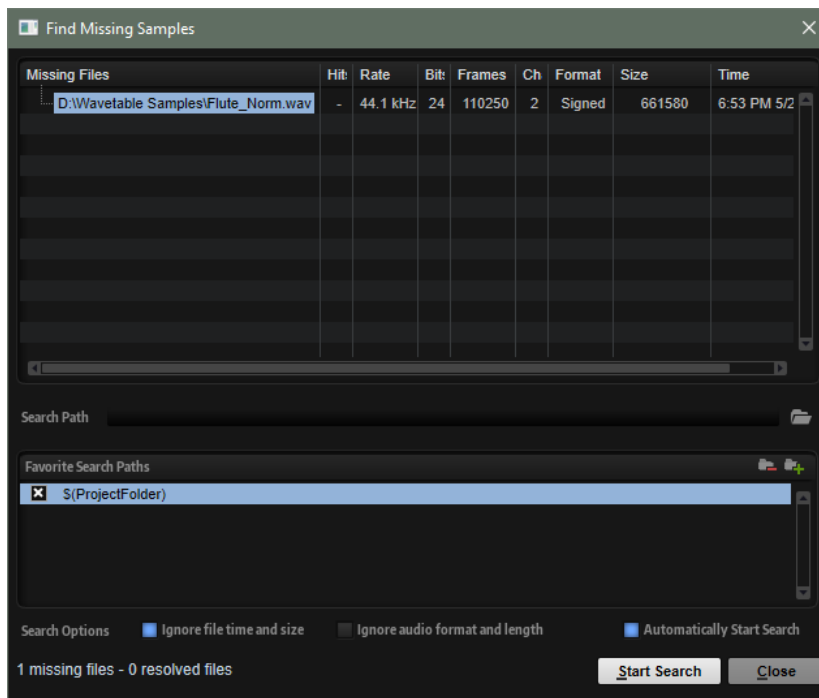 Find Missing Samples
Missing Files Hit: Rate Bit: Frames Ch Format Size Time
D:\Wavetable Samples\Flute_Norm.wav - 44.1 kHz 24 110250 2 Signed 661580 6:53 PM 5/2
Search Path
Favorite Search Paths
$(ProjectFolder)
Search Options Ignore file time and size Ignore audio format and length Automatically Start Search
1 missing files - 0 resolved files Start Search Close